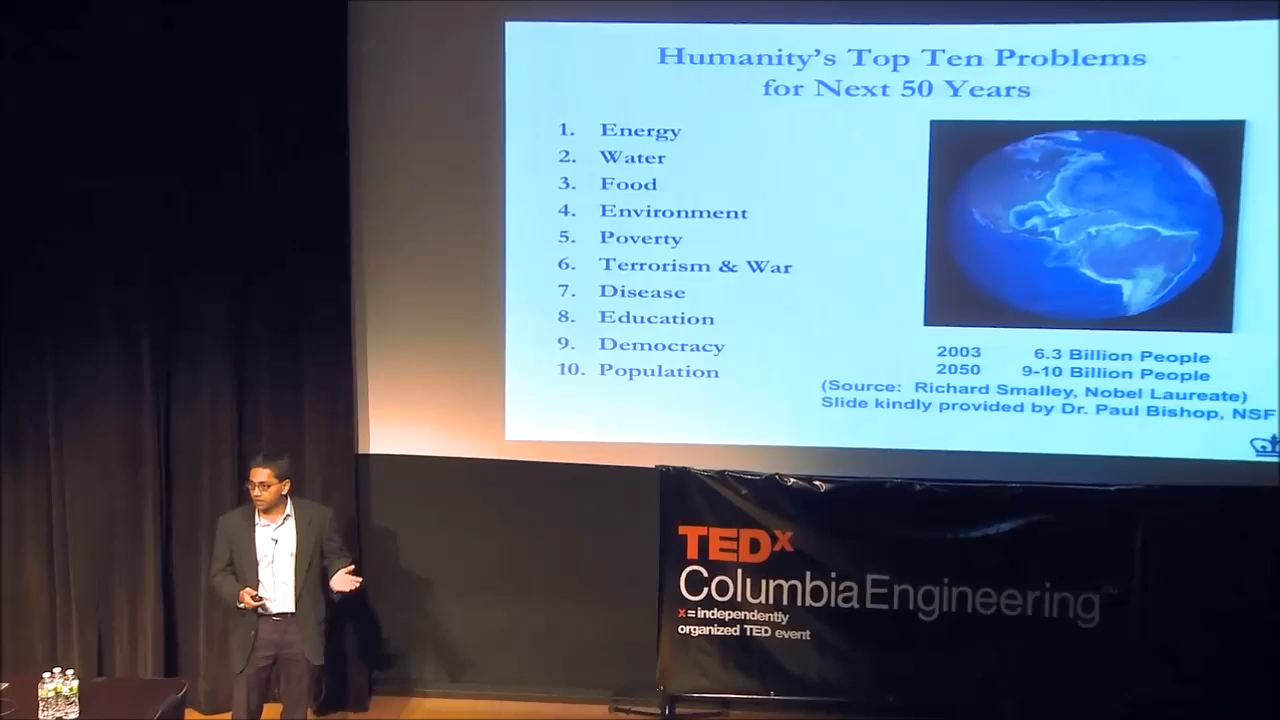 Humanity's Top Ten Problems
for Next 50 Years
1. Energy
2. Water
3. Food
4. Environment
5. Poverty
6. Terrorism & War
7. Disease
8. Education
9. Democracy
10. Population
2003 6.3 Billion People
2050 9-10 Billion People
(Source: Richard Smalley, Nobel Laureate)
Slide kindly provided by Dr. Paul Bishop, NSF
TEDx
ColumbiaEngineering
x=independently
organized TED event